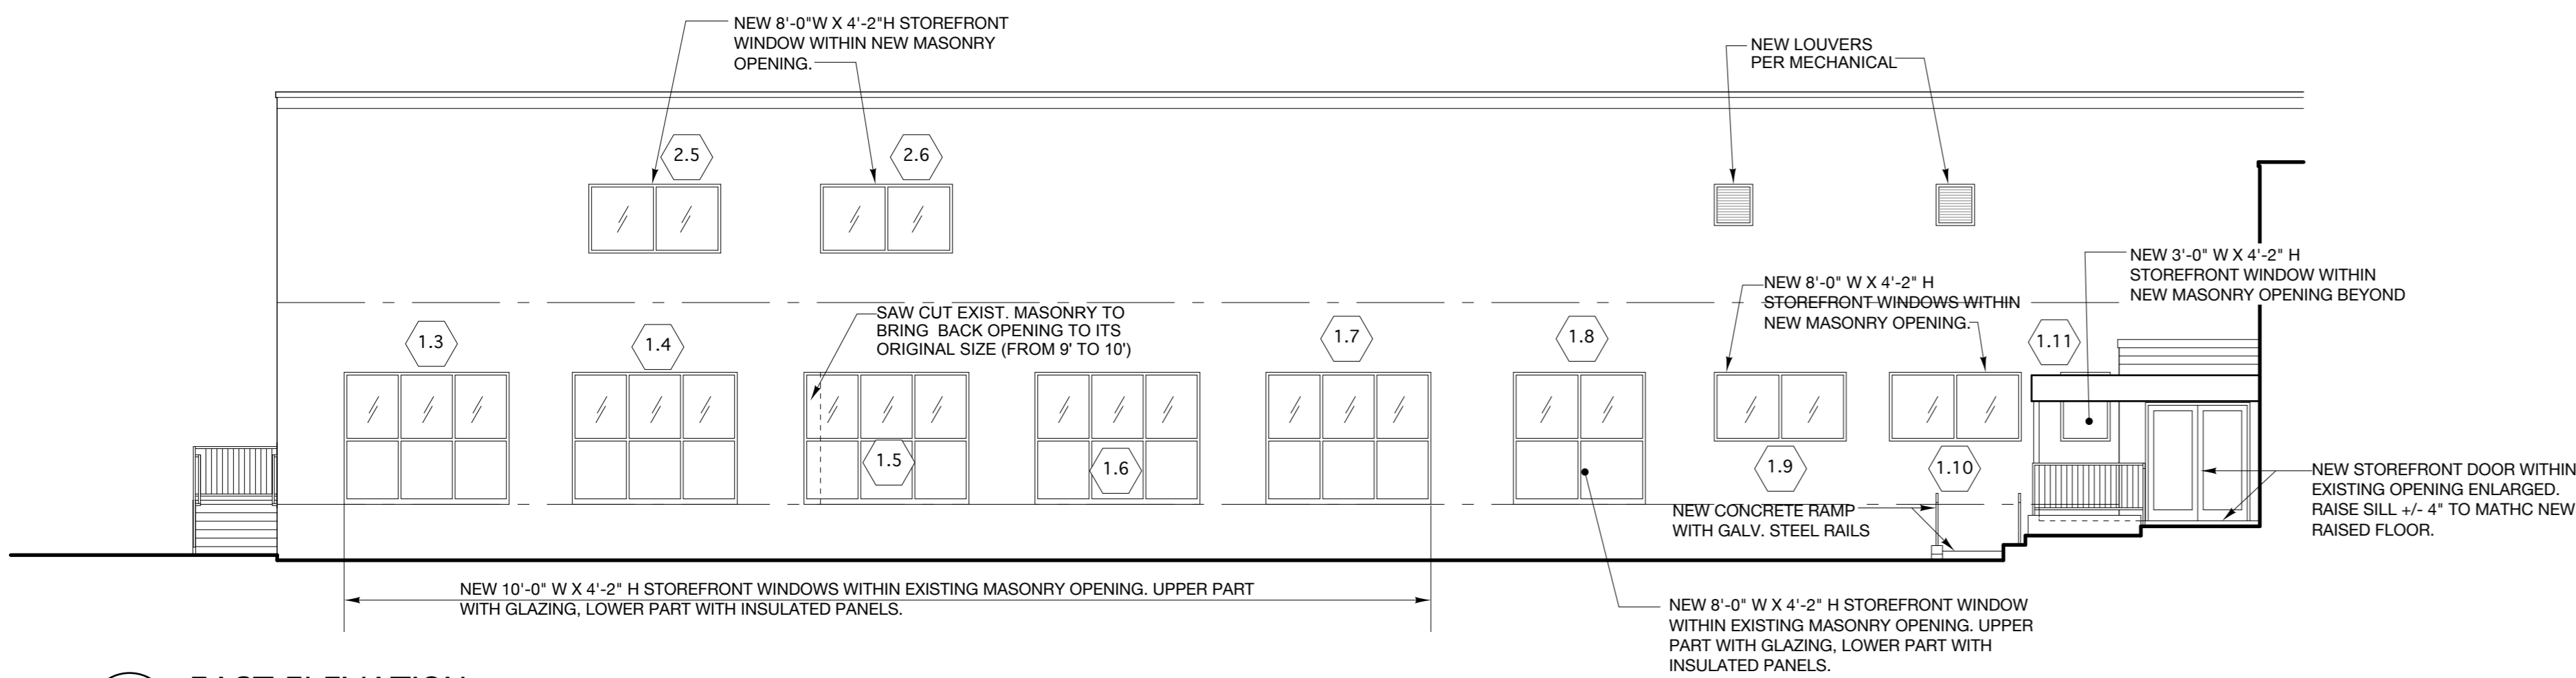 NEW 8'-0"W X 4'-2"H STOREFRONT
WINDOW WITHIN NEW MASONRY
OPENING.
NEW LOUVERS
PER MECHANICAL
2.5
2.6
NEW 3'-0" W X 4'-2" H
STOREFRONT WINDOW WITHIN
NEW MASONRY OPENING BEYOND
NEW 8'-0" W X 4'-2" H
STOREFRONT WINDOWS WITHIN
NEW MASONRY OPENING.
SAW CUT EXIST. MASONRY TO
BRING BACK OPENING TO ITS
ORIGINAL SIZE (FROM 9' TO 10')
1.3
1.4
1.7
1.8
1.11
1.5
1.6
1.9
1.10
NEW STOREFRONT DOOR WITHIN
EXISTING OPENING ENLARGED.
RAISE SILL +/- 4" TO MATHC NEW
RAISED FLOOR.
NEW CONCRETE RAMP
WITH GALV. STEEL RAILS
NEW 10'-0" W X 4'-2" H STOREFRONT WINDOWS WITHIN EXISTING MASONRY OPENING. UPPER PART
WITH GLAZING, LOWER PART WITH INSULATED PANELS.
NEW 8'-0" W X 4'-2" H STOREFRONT WINDOW
WITHIN EXISTING MASONRY OPENING. UPPER
PART WITH GLAZING, LOWER PART WITH
INSULATED PANELS.
EAST ELEVATION